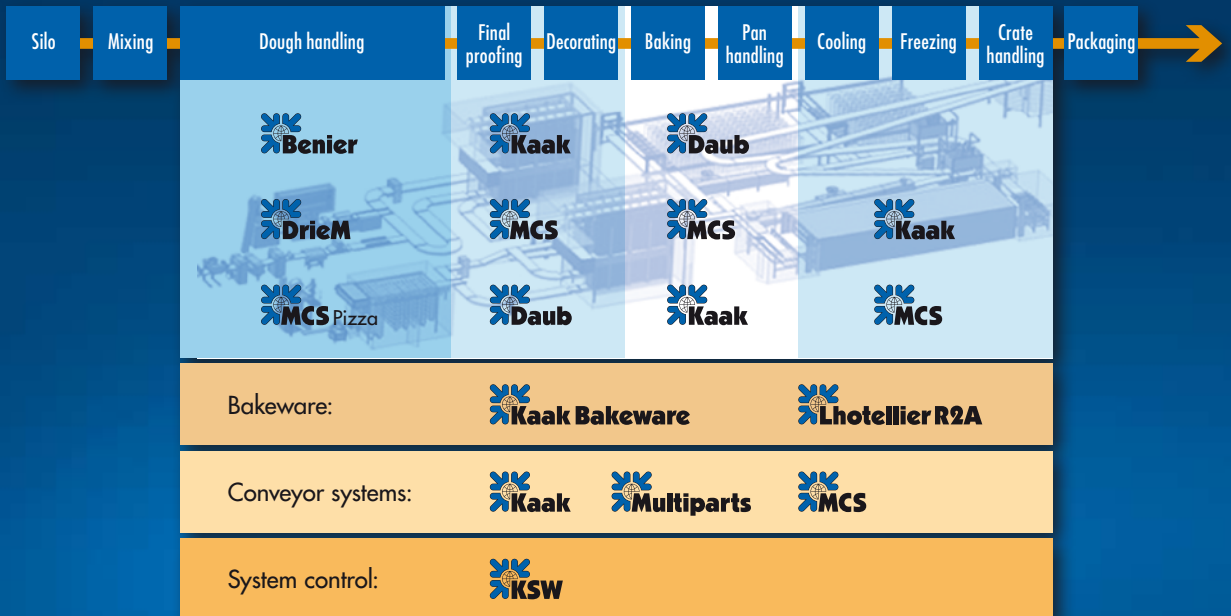 Silo
Mixing
Dough handling
Final
proofing
Decorating
Baking
Pan
handling
Cooling
Freezing
Crate
handling
Packaging
Benier
Kaak
Daub
DrieM
MCS
MCS
Kaak
MCS Pizza
Daub
Kaak
MCS
Bakeware:
Kaak Bakeware
Lhotellier R2A
Conveyor systems:
Kaak
Multiparts
MCS
System control:
KSW